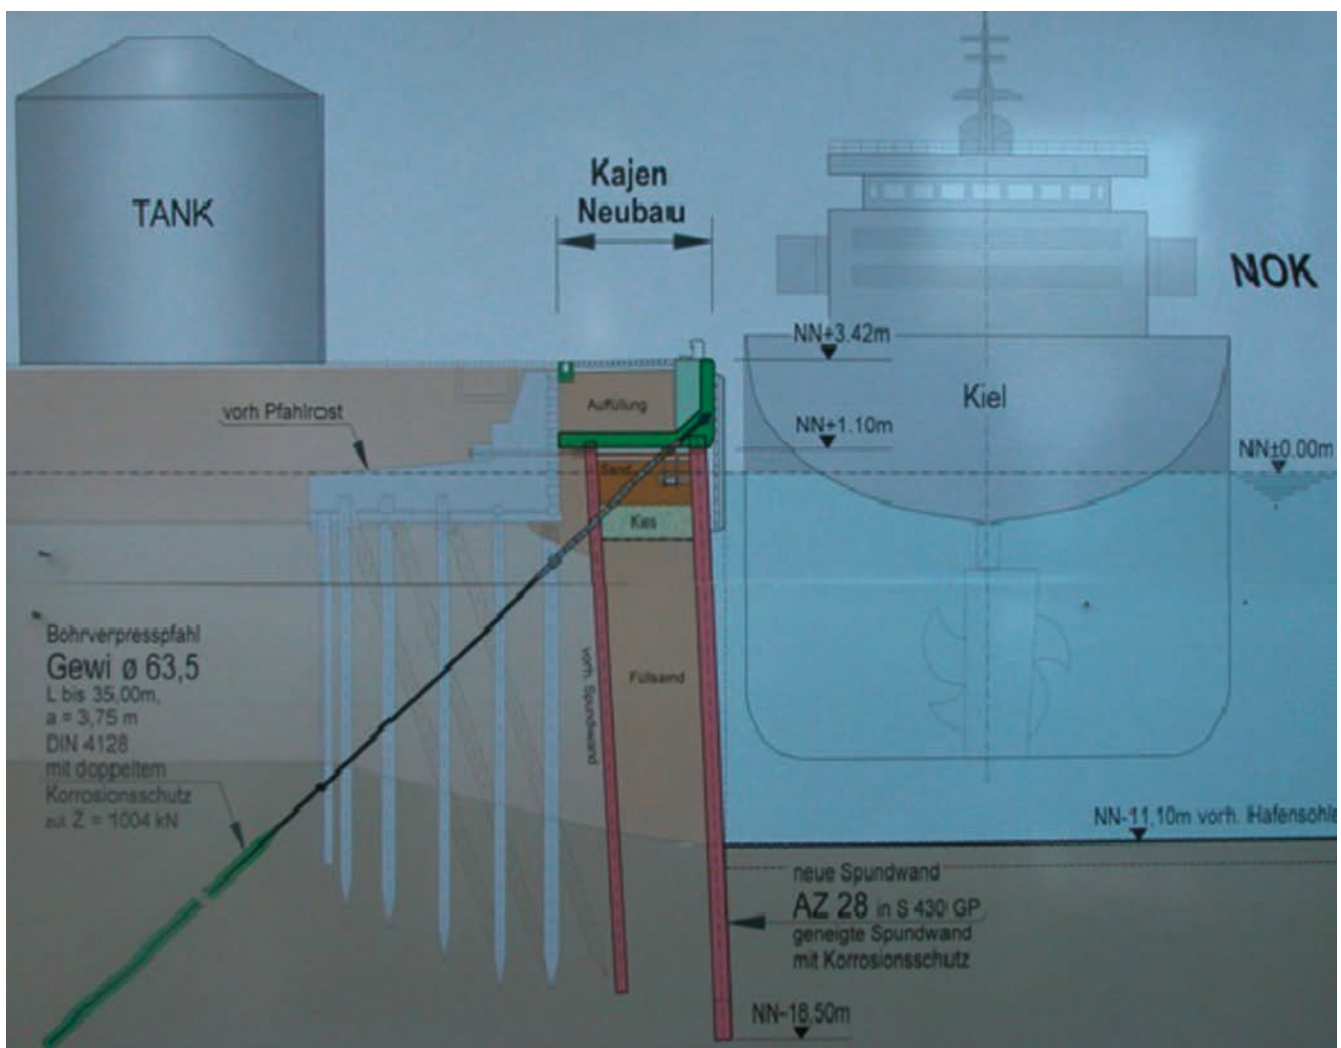 TANK
Kajen
Neubau
NOK
NN+3.42m
Kiel
vorh Pfahlrost
Auffüllung
NN+1.10m
NN±0.00m
Sand
Kies
Bohrverpresspfahl
Gewi ø 63,5
L bis 35,00m,
a = 3,75 m
DIN 4128
mit doppeltem
Korrosionsschutz
zul. Z = 1004 kN
vorh. Spundwand
Füllsand
NN-11,10m vorh. Hafensohle
neue Spundwand
AZ 28 in S 430 GP
geneigte Spundwand
mit Korrosionsschutz
NN-18,50m